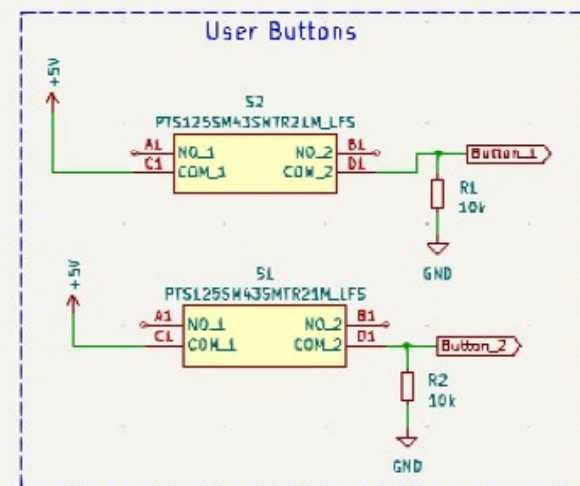 User Buttons
+5V
S2
PTS125SM43SMTR21M_LFS
A1 NO_1 NO_2 B1
C1 COM_1 COM_2 D1
Button_1
R1
10k
GND
+5V
S1
PTS125SM43SMTR21M_LFS
A1 NO_1 NO_2 B1
C1 COM_1 COM_2 D1
Button_2
R2
10k
GND